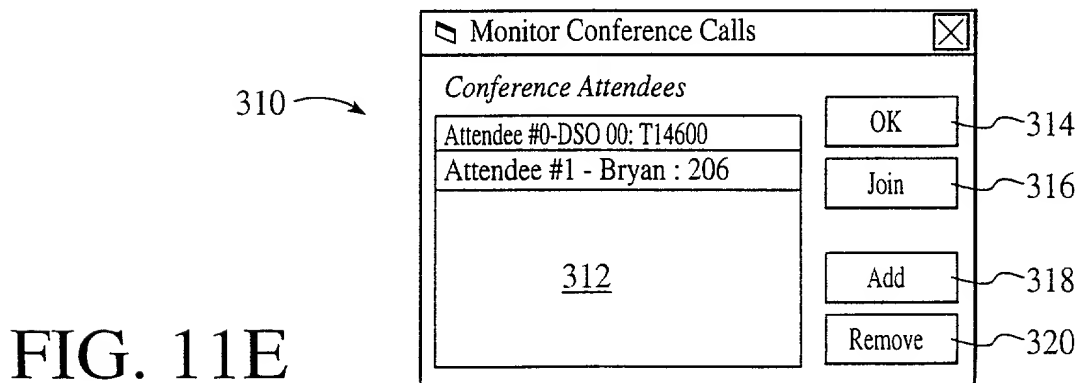 Monitor Conference Calls
310
Conference Attendees
Attendee #0-DSO 00: T14600
Attendee #1 - Bryan : 206
312
OK
314
Join
316
Add
318
Remove
320
FIG. 11E